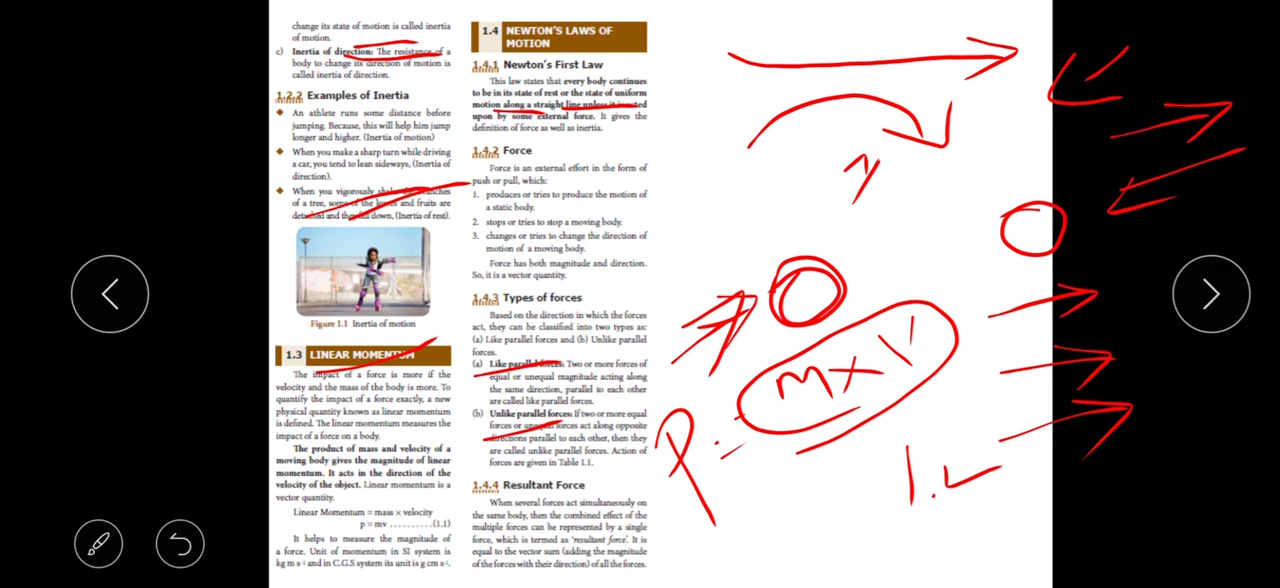 change its state of motion is called inertia
of motion.
c) Inertia of direction: The resistance of a
body to change its direction of motion is
called inertia of direction.
1.2.2 Examples of Inertia
◆ An athlete runs some distance before
jumping. Because, this will help him jump
longer and higher. (Inertia of motion)
◆ When you make a sharp turn while driving
a car, you tend to lean sideways, (Inertia of
direction).
◆ When you vigorously shake the branches
of a tree, some of the leaves and fruits are
detached and they fall down, (Inertia of rest).
Figure 1.1 Inertia of motion
1.3 LINEAR MOMENTUM
The impact of a force is more if the
velocity and the mass of the body is more. To
quantify the impact of a force exactly, a new
physical quantity known as linear momentum
is defined. The linear momentum measures the
impact of a force on a body.
The product of mass and velocity of a
moving body gives the magnitude of linear
momentum. It acts in the direction of the
velocity of the object. Linear momentum is a
vector quantity.
Linear Momentum = mass × velocity
p = mv ..........(1.1)
It helps to measure the magnitude of
a force. Unit of momentum in SI system is
kg m s⁻¹ and in C.G.S system its unit is g cm s⁻¹.
1.4 NEWTON'S LAWS OF
MOTION
1.4.1 Newton's First Law
This law states that every body continues
to be in its state of rest or the state of uniform
motion along a straight line unless it is acted
upon by some external force. It gives the
definition of force as well as inertia.
1.4.2 Force
Force is an external effort in the form of
push or pull, which:
1. produces or tries to produce the motion of
a static body.
2. stops or tries to stop a moving body.
3. changes or tries to change the direction of
motion of a moving body.
Force has both magnitude and direction.
So, it is a vector quantity.
1.4.3 Types of forces
Based on the direction in which the forces
act, they can be classified into two types as:
(a) Like parallel forces and (b) Unlike parallel
forces.
(a) Like parallel forces: Two or more forces of
equal or unequal magnitude acting along
the same direction, parallel to each other
are called like parallel forces.
(b) Unlike parallel forces: If two or more equal
forces or unequal forces act along opposite
directions parallel to each other, then they
are called unlike parallel forces. Action of
forces are given in Table 1.1.
1.4.4 Resultant Force
When several forces act simultaneously on
the same body, then the combined effect of the
multiple forces can be represented by a single
force, which is termed as 'resultant force'. It is
equal to the vector sum (adding the magnitude
of the forces with their direction) of all the forces.
P = m x V